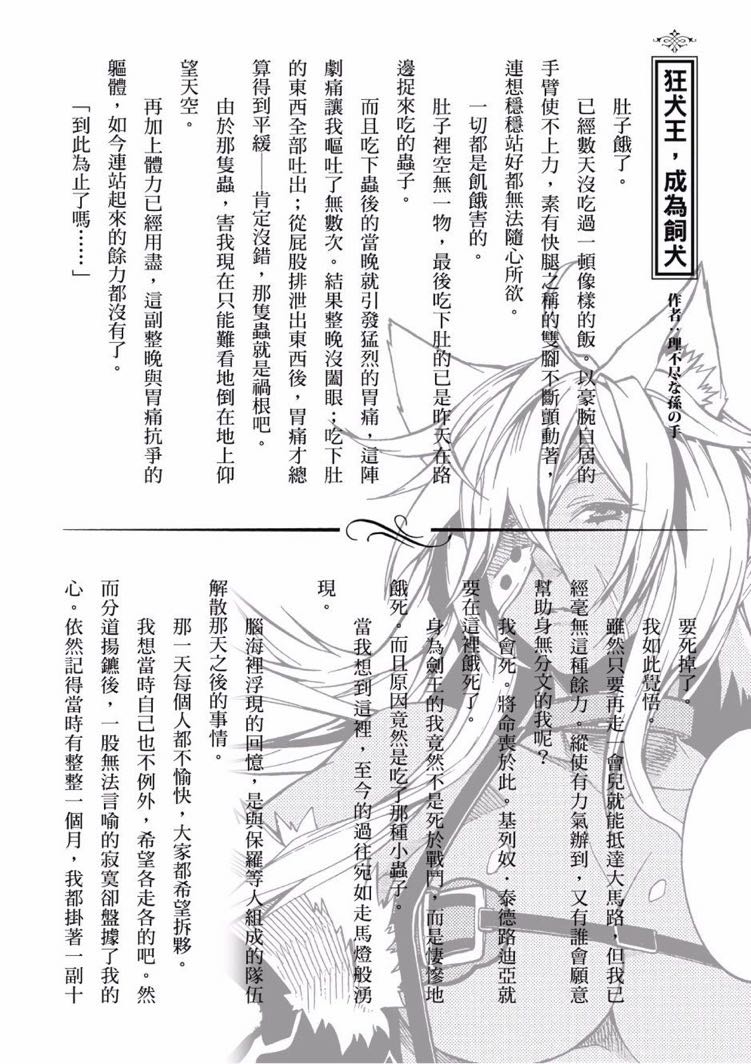 狂犬王，成為飼犬
作者：理不尽な孫の手
肚子餓了。
已經數天沒吃過一頓像樣的飯。以豪腕自居的
手臂使不上力，素有快腿之稱的雙腳不斷顫動著，
連想穩穩站好都無法隨心所欲。
一切都是飢餓害的。
肚子裡空無一物，最後吃下肚的已是昨天在路
邊捉來吃的蟲子。
而且吃下蟲後的當晚就引發猛烈的胃痛，這陣
劇痛讓我嘔吐了無數次。結果整晚沒闔眼；吃下肚
的東西全部吐出；從屁股排泄出東西後，胃痛才總
算得到平緩——肯定沒錯，那隻蟲就是禍根吧。
由於那隻蟲，害我現在只能難看地倒在地上仰
望天空。
再加上體力已經用盡，這副整晚與胃痛抗爭的
軀體，如今連站起來的餘力都沒有了。
「到此為止了嗎……」
要死掉了。
我如此覺悟。
雖然只要再走一會兒就能抵達大馬路，但我已
經毫無這種餘力。縱使有力氣辦到，又有誰會願意
幫助身無分文的我呢？
我會死。將命喪於此。基列奴．泰德路迪亞就
要在這裡餓死了。
身為劍王的我竟然不是死於戰鬥，而是悽慘地
餓死。而且原因竟然是吃了那種小蟲子。
當我想到這裡，至今的過往宛如走馬燈般湧
現。
腦海裡浮現的回憶，是與保羅等人組成的隊伍
解散那天之後的事情。
那一天每個人都不愉快，大家都希望拆夥。
我想當時自己也不例外，希望各走各的吧。然
而分道揚鑣後，一股無法言喻的寂寞卻盤據了我的
心。依然記得當時有整整一個月，我都掛著一副十